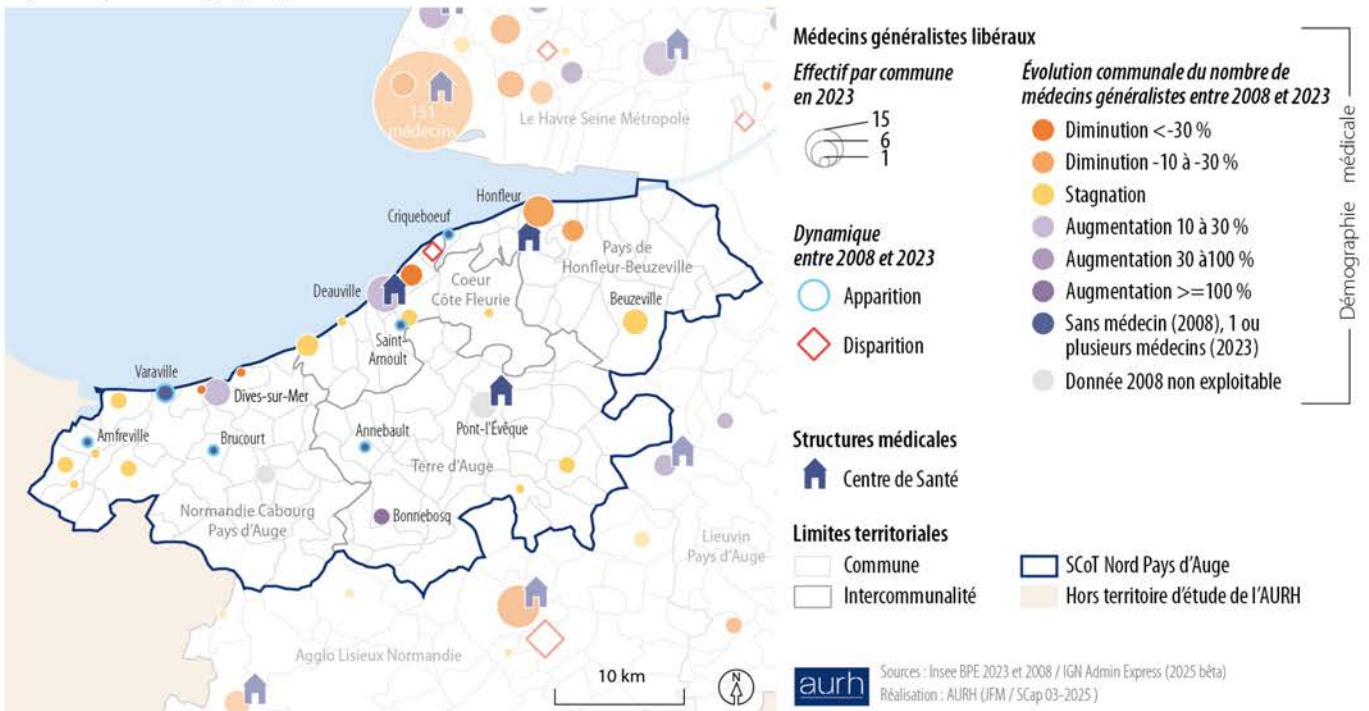 151
médecins
Le Havre Seine Métropole
Honfleur
Criqueboeuf
Pays de
Honfleur-Beuzeville
Coeur
Côte Fleurie
Deauville
Beuzeville
Saint-
Arnoult
Varaville
Dives-sur-Mer
Amfreville
Brucourt
Annebault
Pont-l'Évêque
Terre d'Auge
Normandie Cabourg
Pays d'Auge
Bonnebosq
Lieuvin
Pays d'Auge
Agglo Lisieux Normandie
10 km
N
Médecins généralistes libéraux
Effectif par commune
en 2023
15
6
1
Dynamique
entre 2008 et 2023
Apparition
Disparition
Évolution communale du nombre de
médecins généralistes entre 2008 et 2023
Diminution <-30 %
Diminution -10 à -30 %
Stagnation
Augmentation 10 à 30 %
Augmentation 30 à100 %
Augmentation >=100 %
Sans médecin (2008), 1 ou
plusieurs médecins (2023)
Donnée 2008 non exploitable
Démographie médicale
Structures médicales
Centre de Santé
Limites territoriales
Commune
Intercommunalité
SCoT Nord Pays d'Auge
Hors territoire d'étude de l'AURH
aurh
Sources : Insee BPE 2023 et 2008 / IGN Admin Express (2025 bêta)
Réalisation : AURH (JFM / SCap 03-2025 )